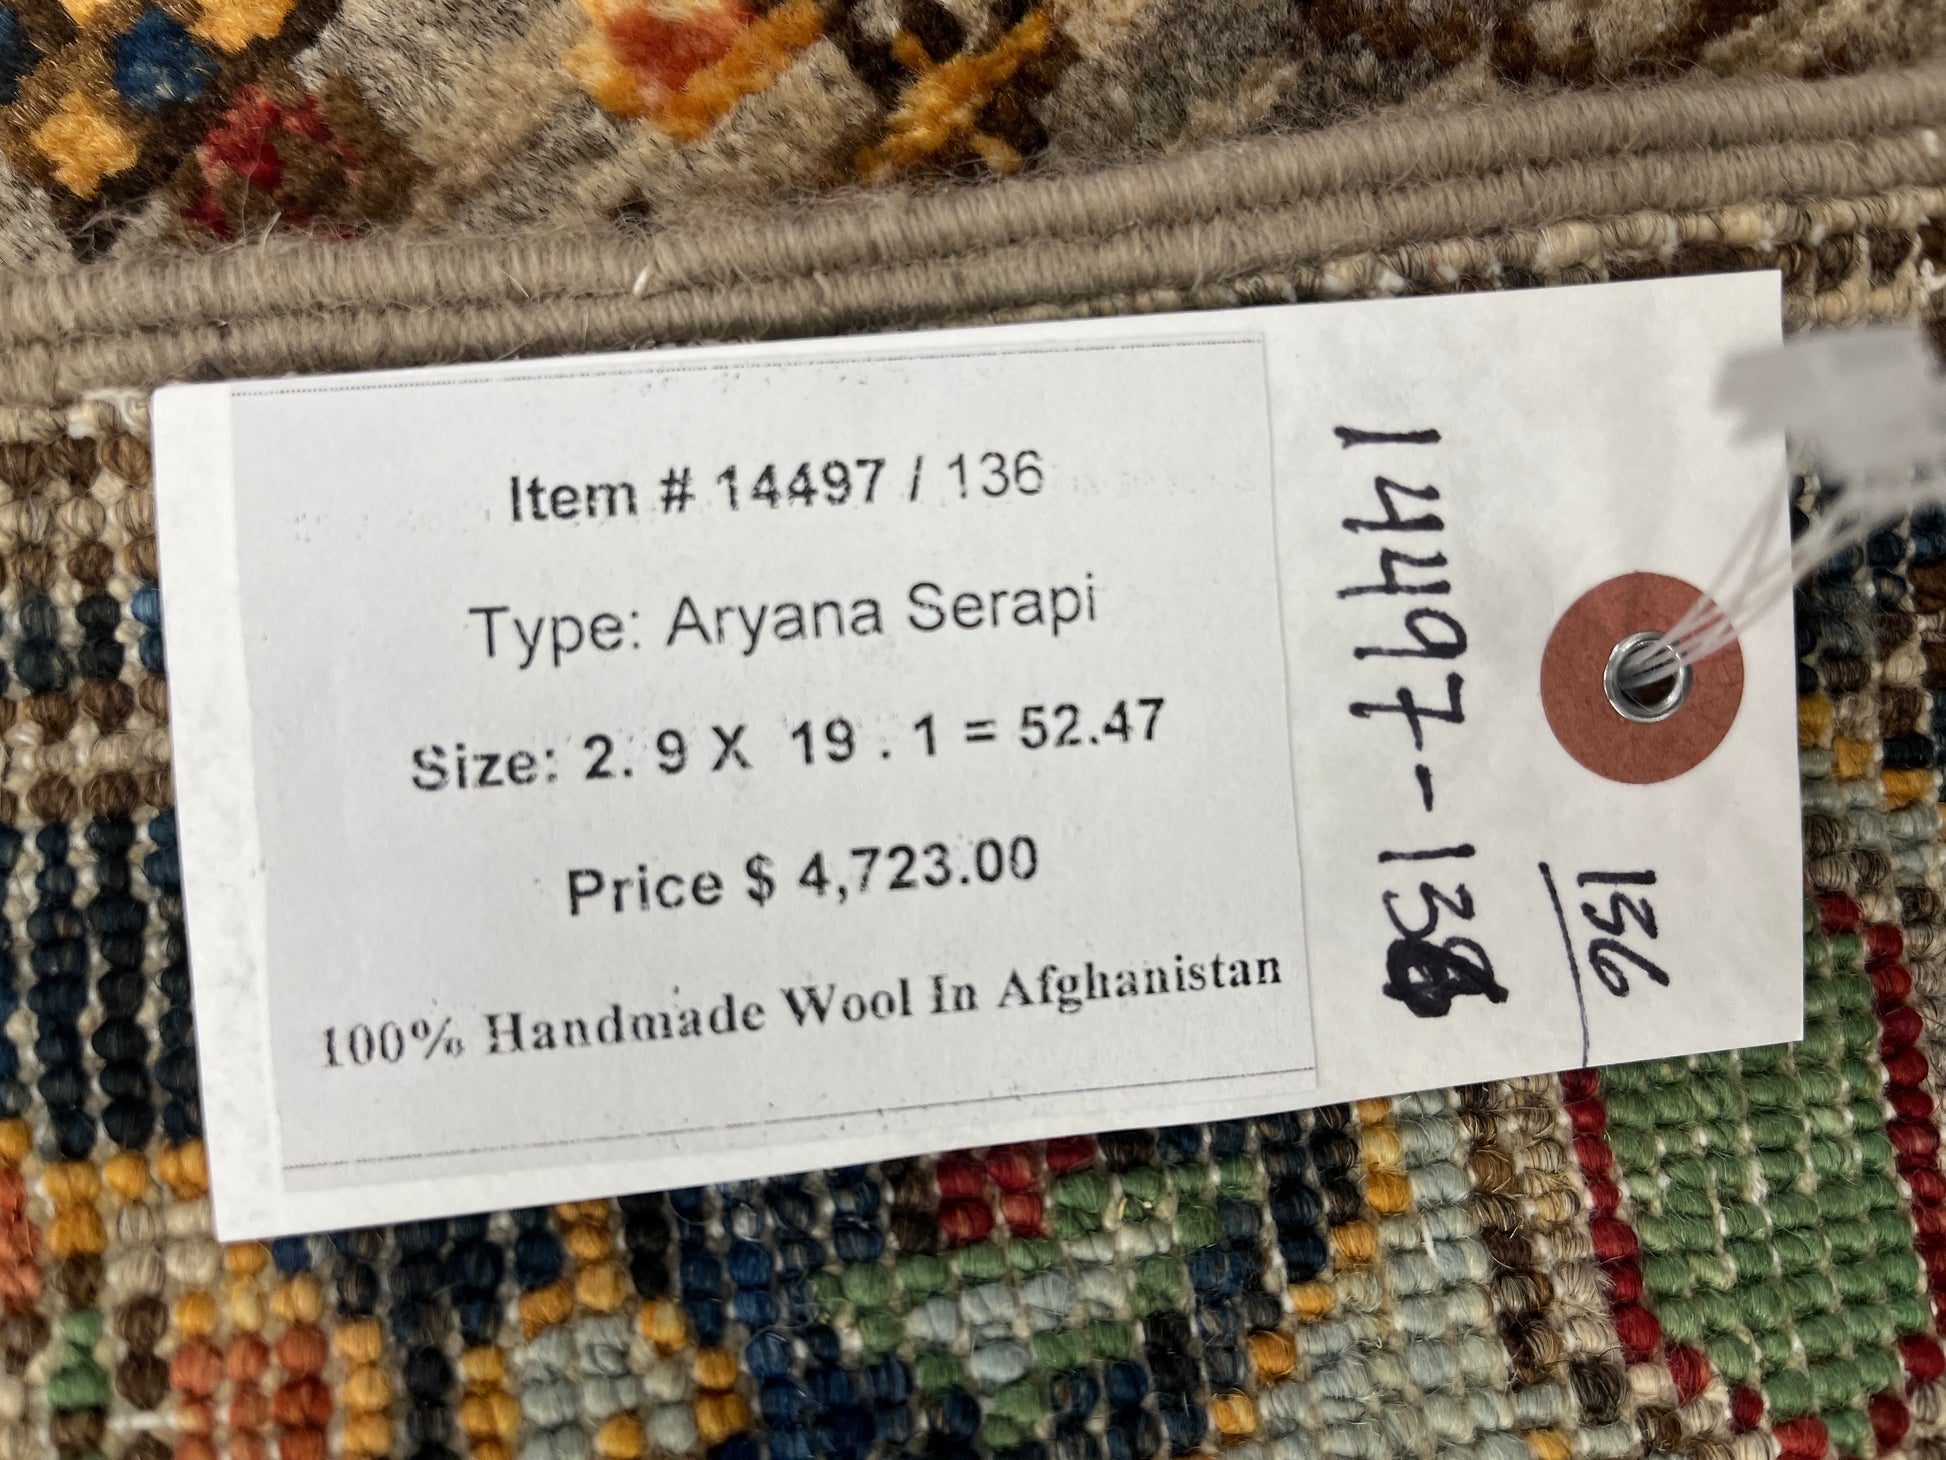 Item # 14497 / 136
Type: Aryana Serapi
Size: 2. 9 X 19 . 1 = 52.47
Price $ 4,723.00
100% Handmade Wool In Afghanistan
14497-138
136